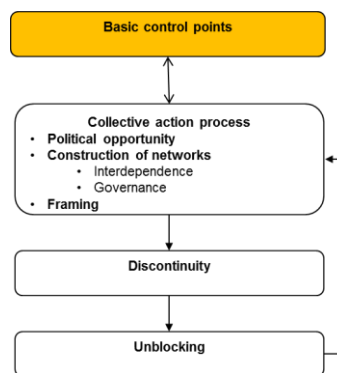 Basic control points
Collective action process
• Political opportunity
• Construction of networks
• Interdependence
• Governance
• Framing
Discontinuity
Unblocking